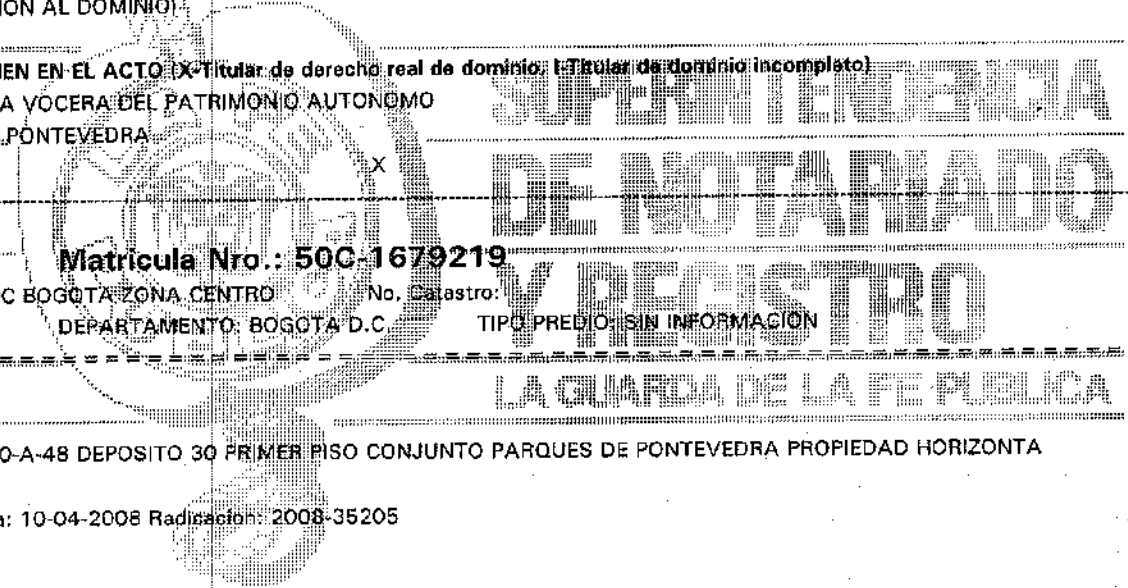 ION AL DOMINIO)
IEN EN EL ACTO (X-Titular de derecho real de dominio, I-Titular de dominio incompleto)
A VOCERA DEL PATRIMONIO AUTONOMO
PONTEVEDRA
X
SUPERINTENDENCIA
DE NOTARIADO
Y REGISTRO
LA GUARDA DE LA FE PUBLICA
Matricula Nro.: 50C-1679219
C BOGOTA ZONA CENTRO No. Catastro:
DEPARTAMENTO: BOGOTA D.C. TIPO PREDIO: SIN INFORMACION
0-A-48 DEPOSITO 30 PRIMER PISO CONJUNTO PARQUES DE PONTEVEDRA PROPIEDAD HORIZONTA
a: 10-04-2008 Radicacion: 2008-35205